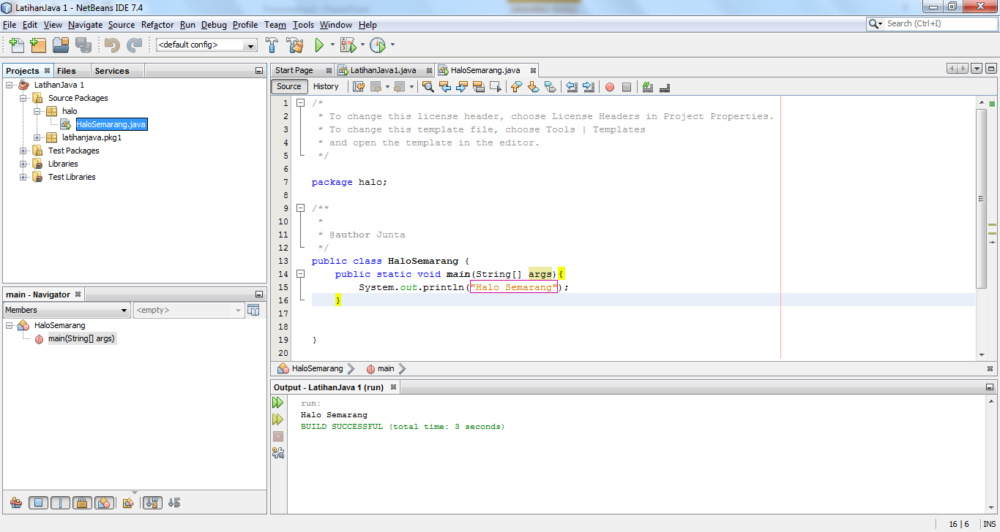 LatihanJava 1 - NetBeans IDE 7.4
File Edit View Navigate Source Refactor Run Debug Profile Team Tools Window Help
Search (Ctrl+I)
<default config>
Projects Files Services
LatihanJava 1
Source Packages
halo
HaloSemarang.java
latihanjava.pkg1
Test Packages
Libraries
Test Libraries
main - Navigator
Members <empty>
HaloSemarang
main(String[] args)
Start Page LatihanJava1.java HaloSemarang.java
Source History
1 /*
2 * To change this license header, choose License Headers in Project Properties.
3 * To change this template file, choose Tools | Templates
4 * and open the template in the editor.
5 */
6
7 package halo;
8
9 /**
10 *
11 * @author Junta
12 */
13 public class HaloSemarang {
14 public static void main(String[] args){
15 System.out.println("Halo Semarang");
16 }
17
18
19 }
20
HaloSemarang main
Output - LatihanJava 1 (run)
run:
Halo Semarang
BUILD SUCCESSFUL (total time: 3 seconds)
16 | 6 INS